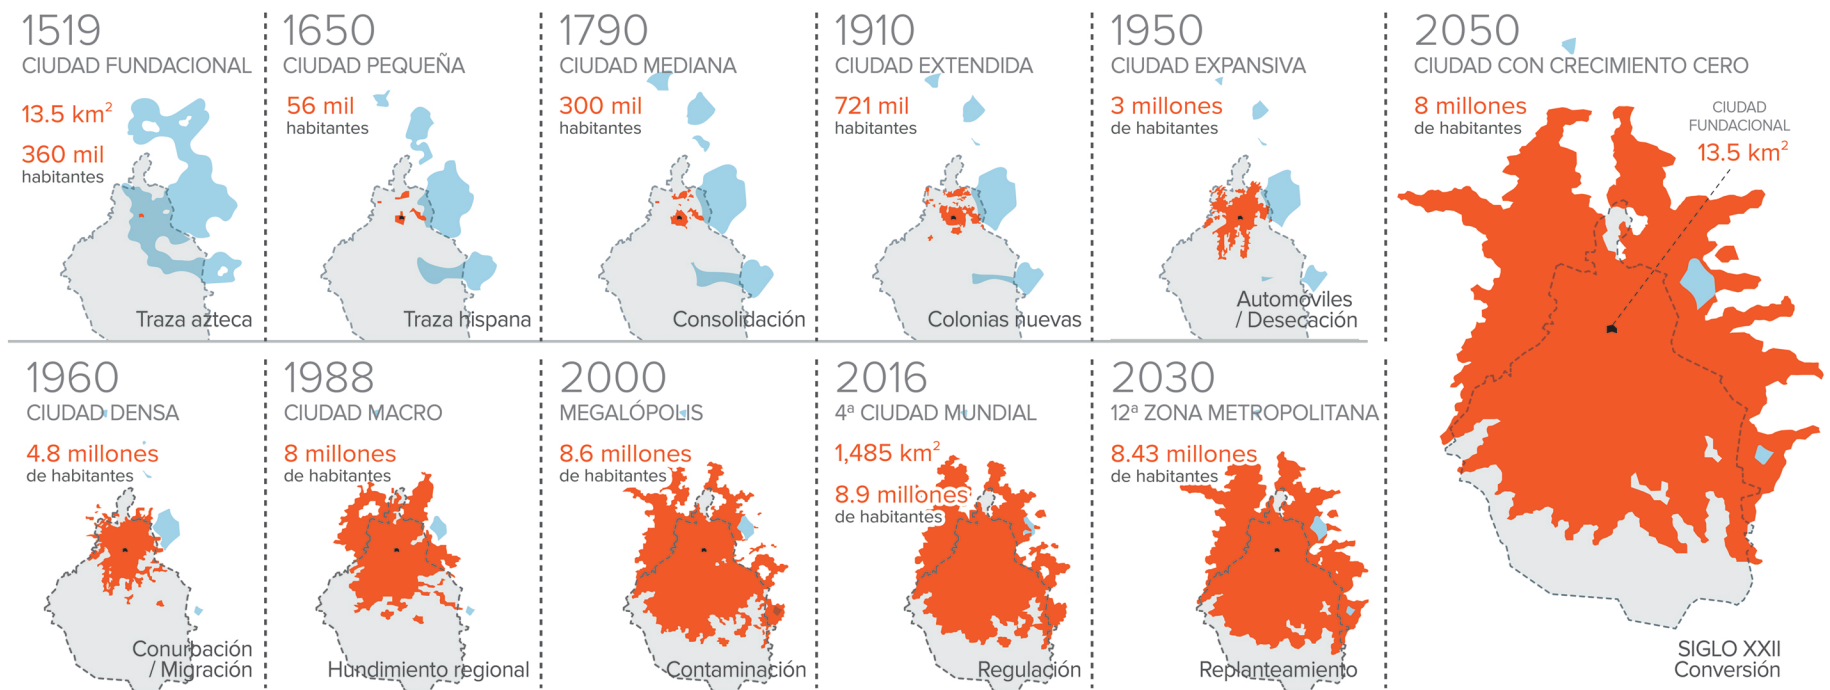 1519
CIUDAD FUNDACIONAL
13.5 km²
360 mil
habitantes
Traza azteca
1650
CIUDAD PEQUEÑA
56 mil
habitantes
Traza hispana
1790
CIUDAD MEDIANA
300 mil
habitantes
Consolidación
1910
CIUDAD EXTENDIDA
721 mil
habitantes
Colonias nuevas
1950
CIUDAD EXPANSIVA
3 millones
de habitantes
Automóviles
/ Desecación
1960
CIUDAD DENSA
4.8 millones
de habitantes
Conurbación
/ Migración
1988
CIUDAD MACRO
8 millones
de habitantes
Hundimiento regional
2000
MEGALÓPOLIS
8.6 millones
de habitantes
Contaminación
2016
4ª CIUDAD MUNDIAL
1,485 km²
8.9 millones
de habitantes
Regulación
2030
12ª ZONA METROPOLITANA
8.43 millones
de habitantes
Replanteamiento
2050
CIUDAD CON CRECIMIENTO CERO
8 millones
de habitantes
CIUDAD
FUNDACIONAL
13.5 km²
SIGLO XXII
Conversión